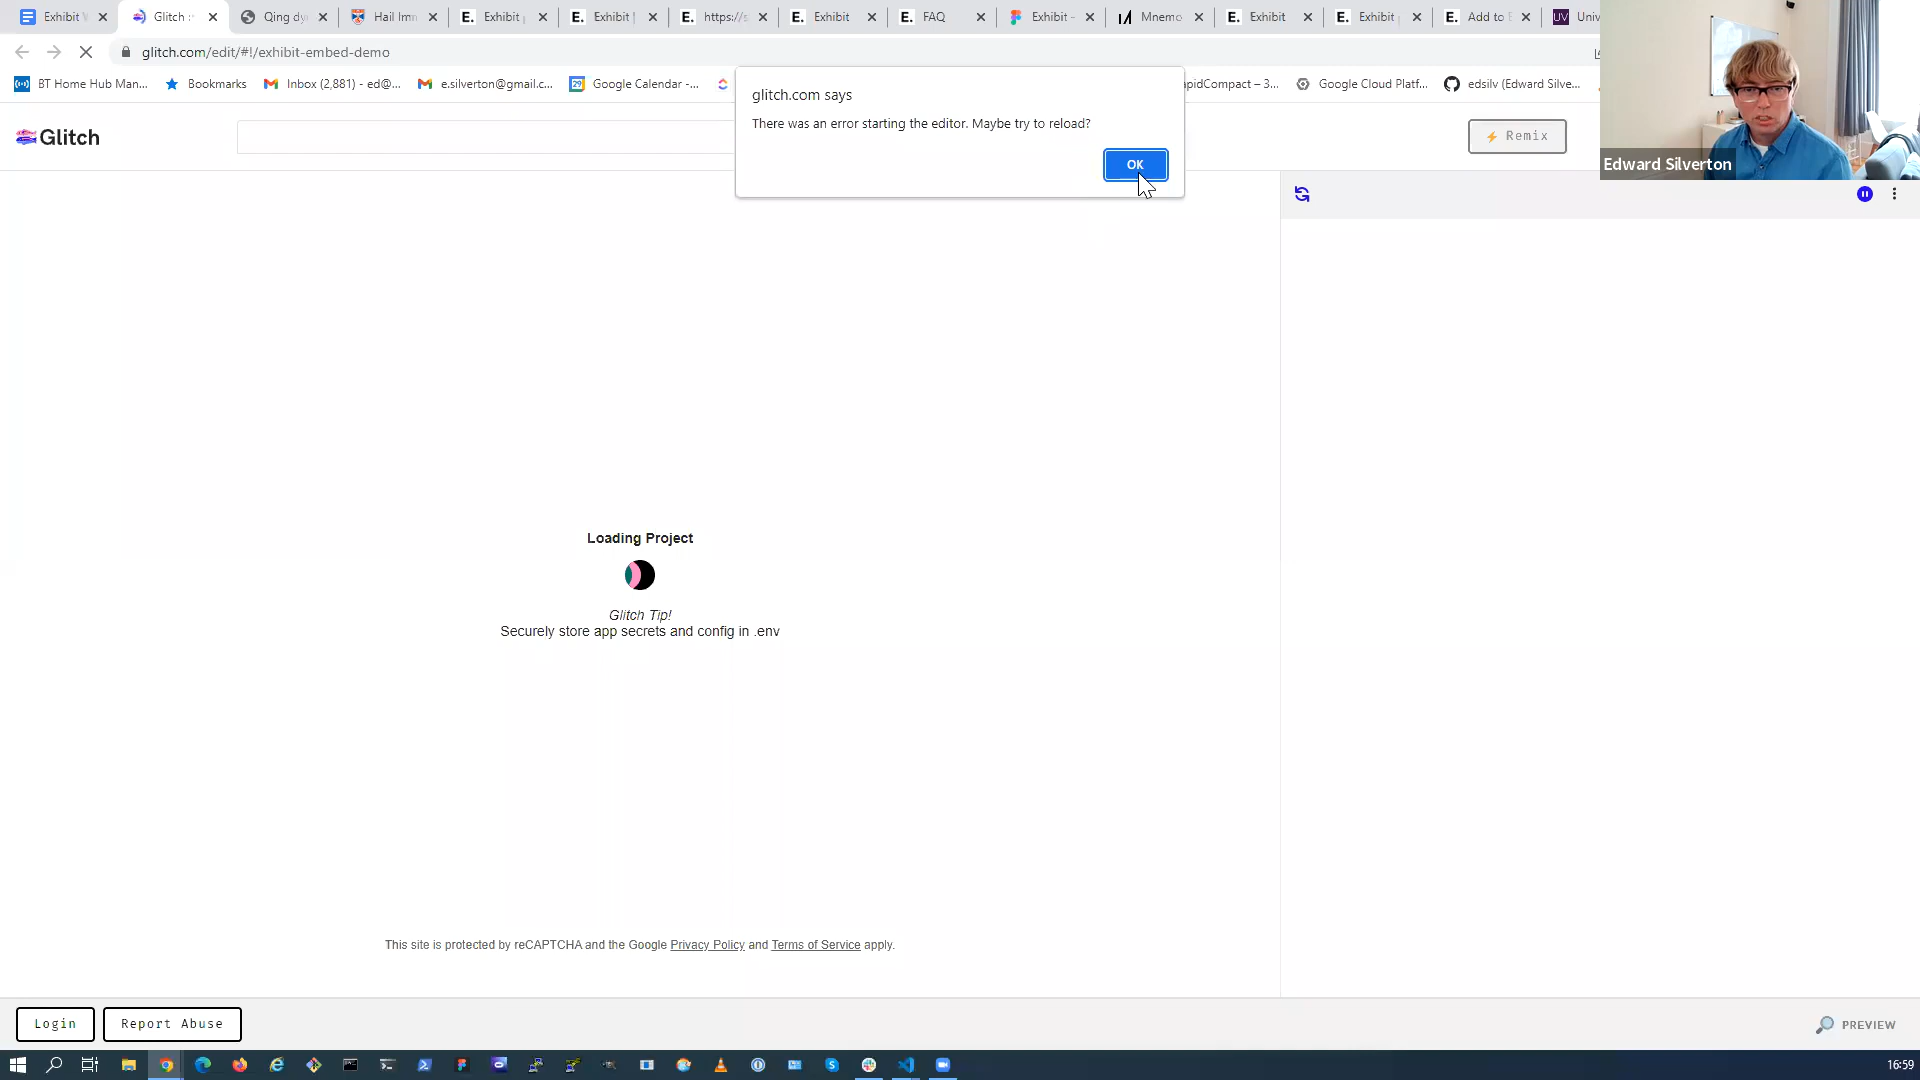 Exhibit
Glitch :
Qing dy
Hail Imm
Exhibit
Exhibit
https://s
Exhibit
FAQ
Exhibit -
Mnemo
Exhibit
Exhibit
Add to E
UV Univ
glitch.com/edit/#!/exhibit-embed-demo
BT Home Hub Man...
Bookmarks
Inbox (2,881) - ed@...
e.silverton@gmail.c...
Google Calendar -...
apidCompact – 3...
Google Cloud Platf...
edsilv (Edward Silve...
glitch.com says
There was an error starting the editor. Maybe try to reload?
OK
Glitch
Remix
Edward Silverton
Loading Project
Glitch Tip!
Securely store app secrets and config in .env
This site is protected by reCAPTCHA and the Google Privacy Policy and Terms of Service apply.
Login
Report Abuse
PREVIEW
16:59